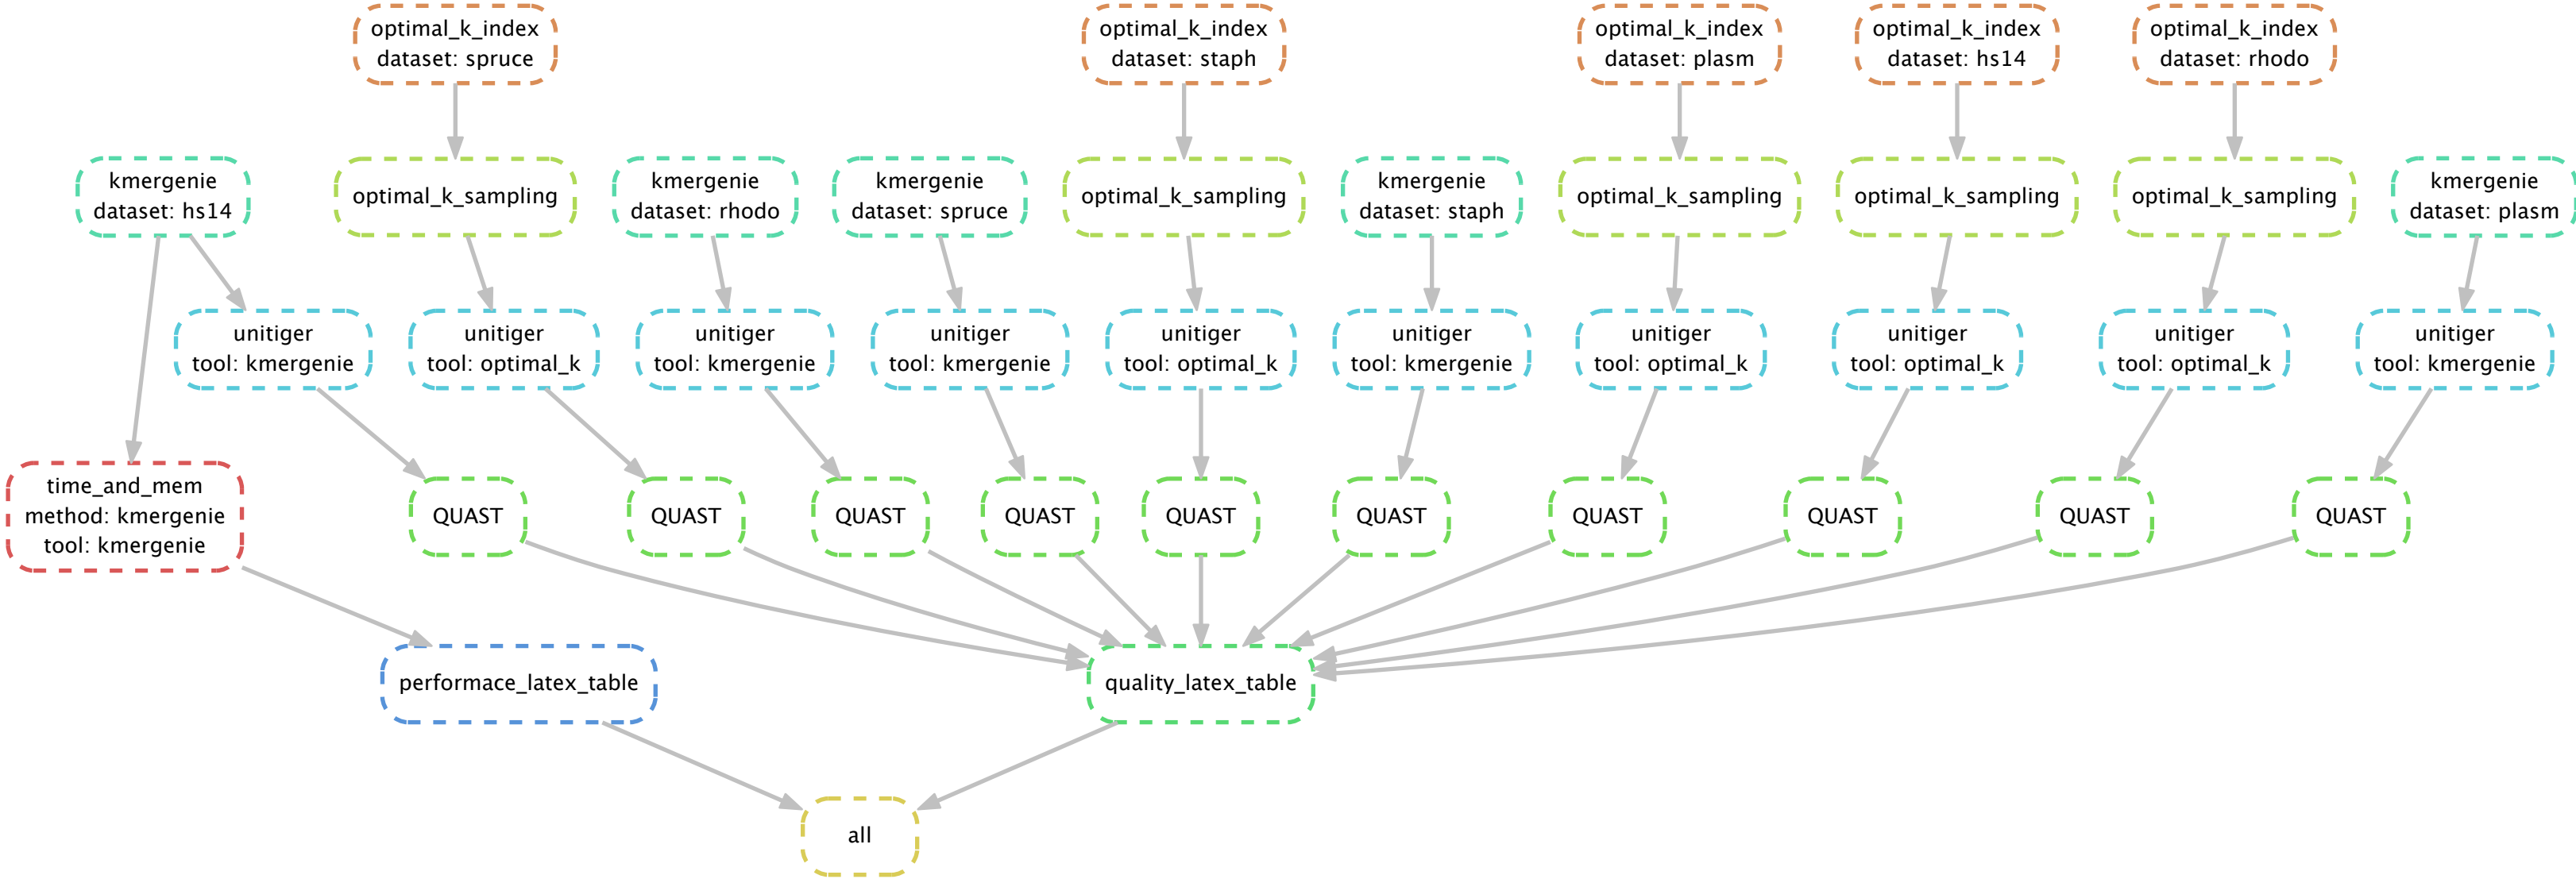 optimal_k_index
dataset: spruce
optimal_k_index
dataset: staph
optimal_k_index
dataset: plasm
optimal_k_index
dataset: hs14
optimal_k_index
dataset: rhodo
kmergenie
dataset: hs14
optimal_k_sampling
kmergenie
dataset: rhodo
kmergenie
dataset: spruce
optimal_k_sampling
kmergenie
dataset: staph
optimal_k_sampling
optimal_k_sampling
optimal_k_sampling
kmergenie
dataset: plasm
unitiger
tool: kmergenie
unitiger
tool: optimal_k
unitiger
tool: kmergenie
unitiger
tool: kmergenie
unitiger
tool: optimal_k
unitiger
tool: kmergenie
unitiger
tool: optimal_k
unitiger
tool: optimal_k
unitiger
tool: optimal_k
unitiger
tool: kmergenie
time_and_mem
method: kmergenie
tool: kmergenie
QUAST
QUAST
QUAST
QUAST
QUAST
QUAST
QUAST
QUAST
QUAST
QUAST
performace_latex_table
quality_latex_table
all